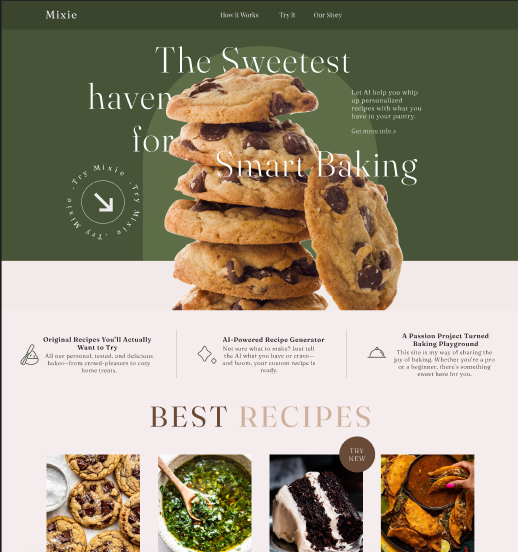 Mixie
How it Works Try it Our Story
The Sweetest
haven
for
Smart Baking
Let AI help you whip
up personalized
recipes with what you
have in your pantry.
Get more info »
Try Mixie . Try Mixie . Try Mixie .
Original Recipes You'll Actually
Want to Try
All our personal, tested, and delicious
bakes—from crowd-pleasers to cozy
home treats.
AI-Powered Recipe Generator
Not sure what to make? Just tell
the AI what you have or crave—
and boom, your custom recipe is
ready.
A Passion Project Turned
Baking Playground
This site is my way of sharing the
joy of baking. Whether you're a pro
or a beginner, there's something
sweet here for you.
BEST RECIPES
TRY
NEW